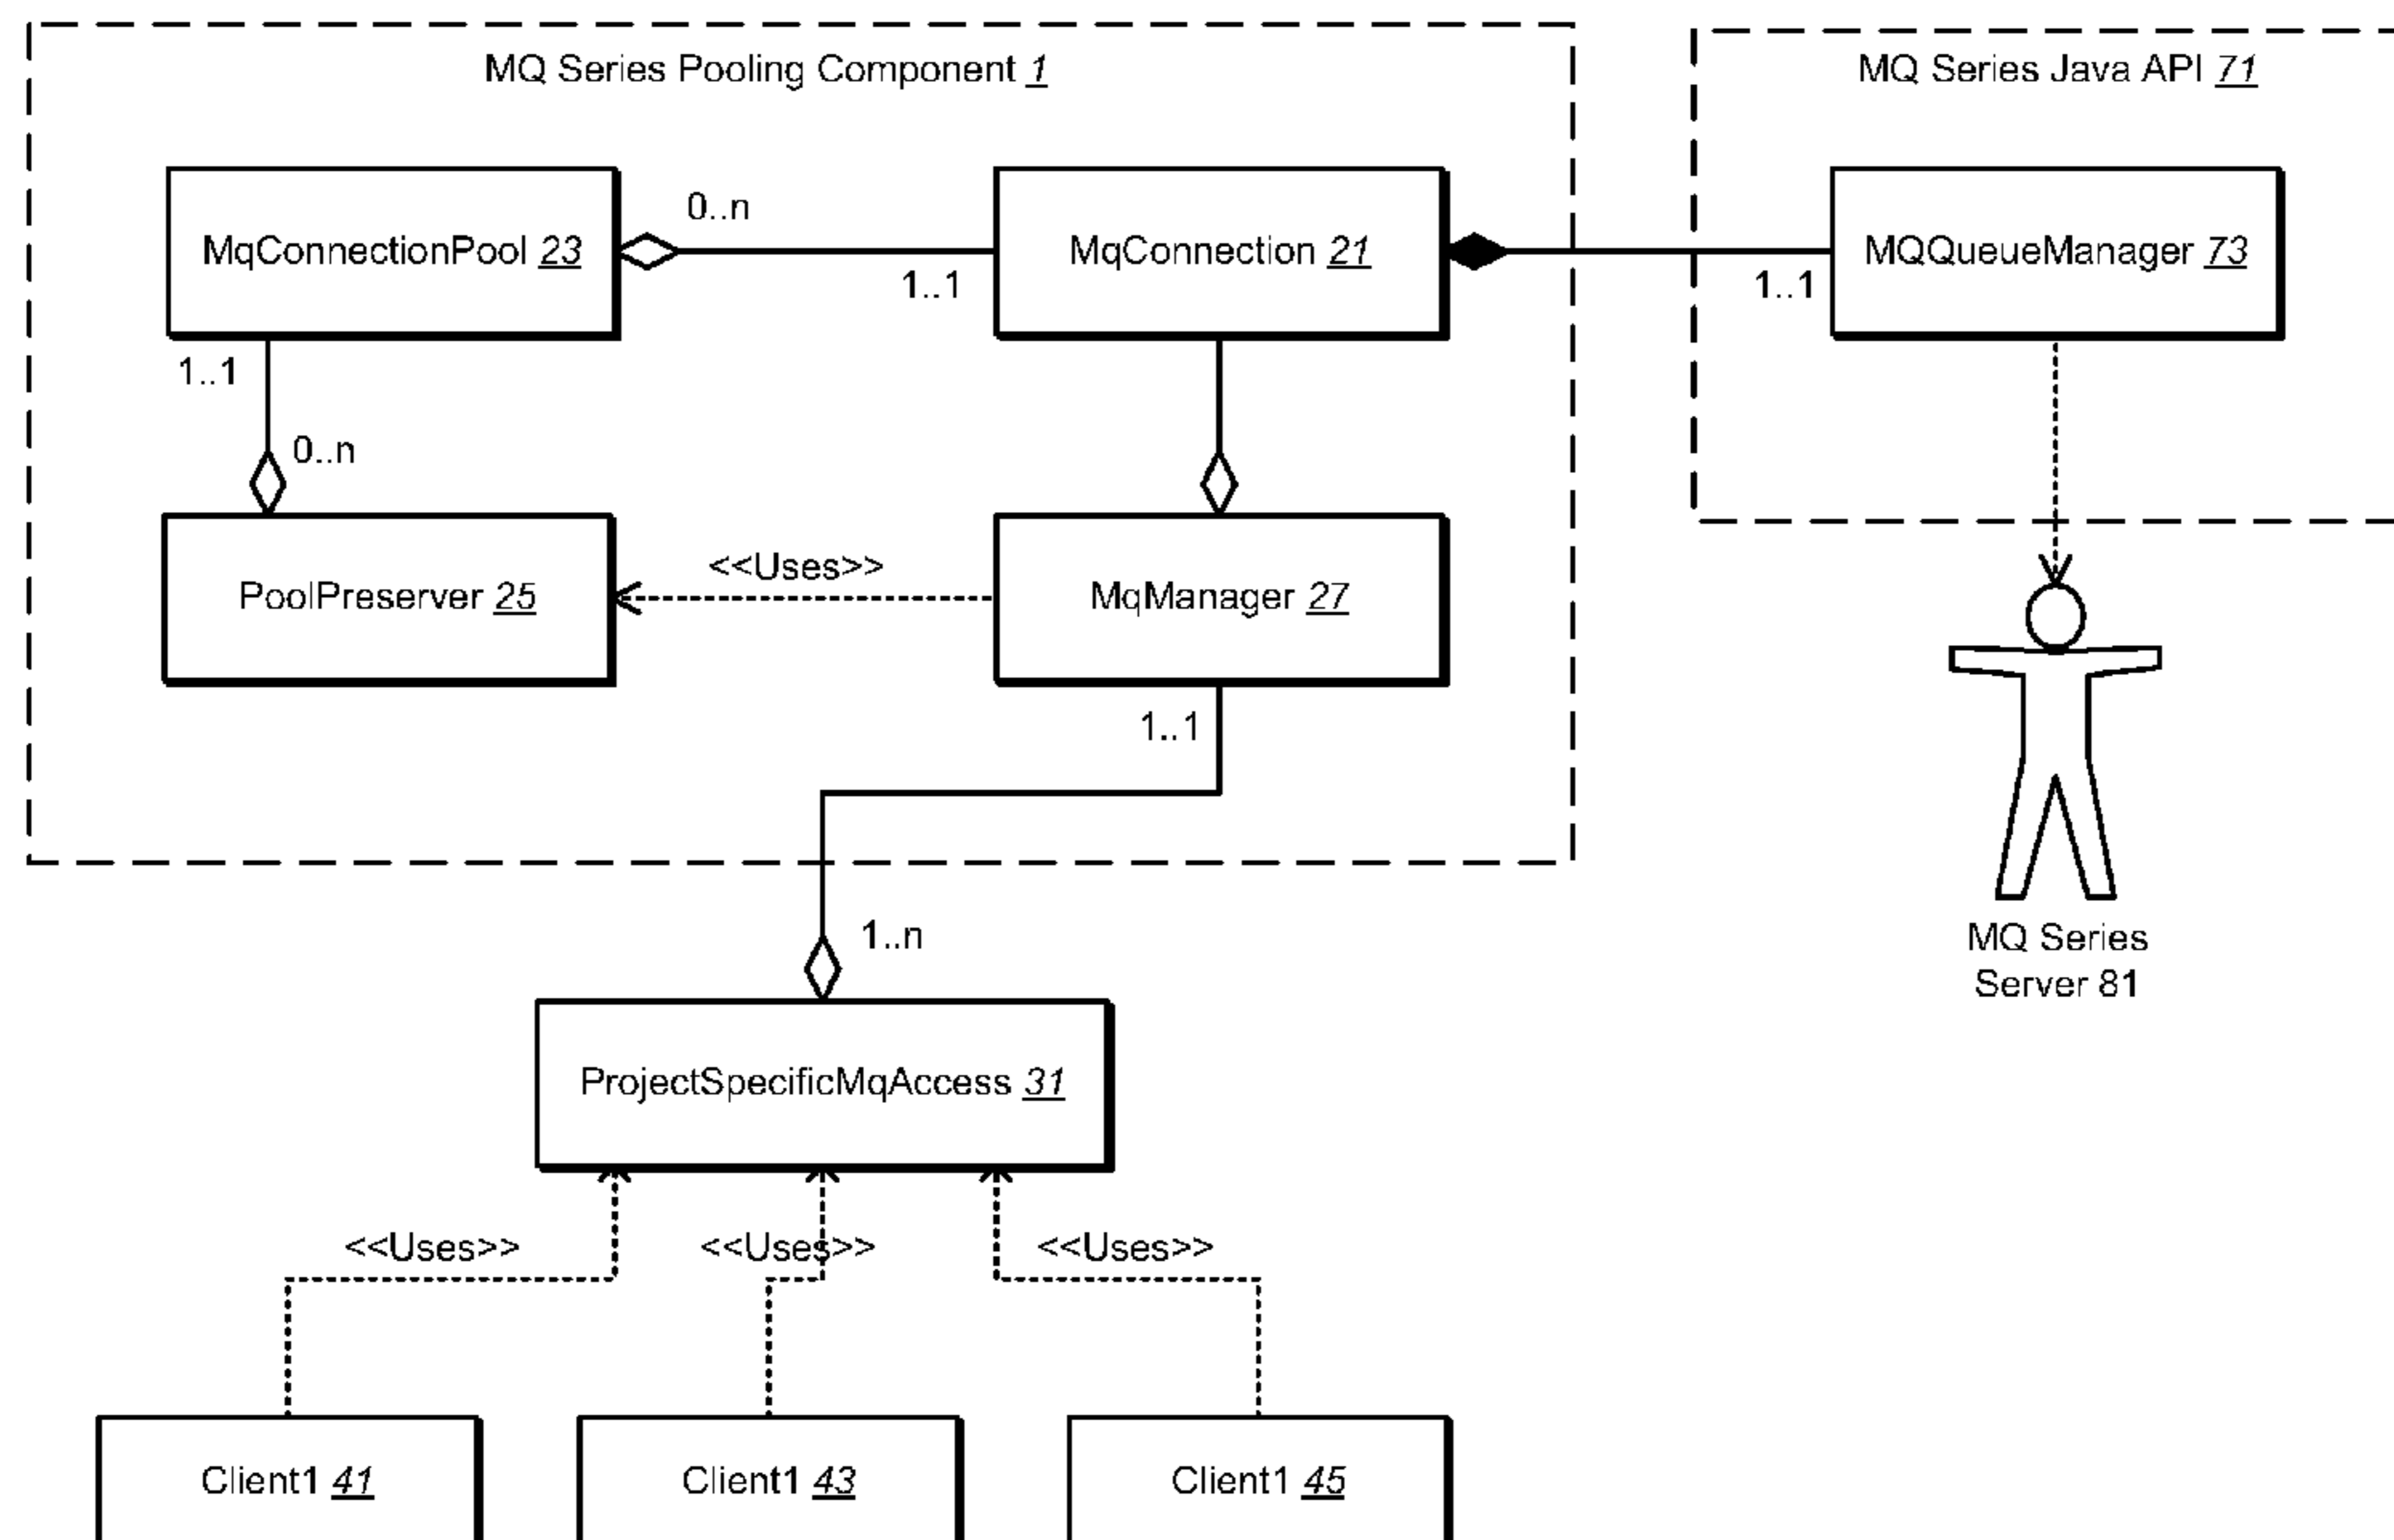 MQ Series Pooling Component 1
MQ Series Java API 71
MqConnectionPool 23
0..n
1..1
MqConnection 21
1..1
MQQueueManager 73
1..1
0..n
PoolPreserver 25
<<Uses>>
MqManager 27
1..1
1..n
MQ Series
Server 81
ProjectSpecificMqAccess 31
<<Uses>>
<<Uses>>
<<Uses>>
Client1 41
Client1 43
Client1 45